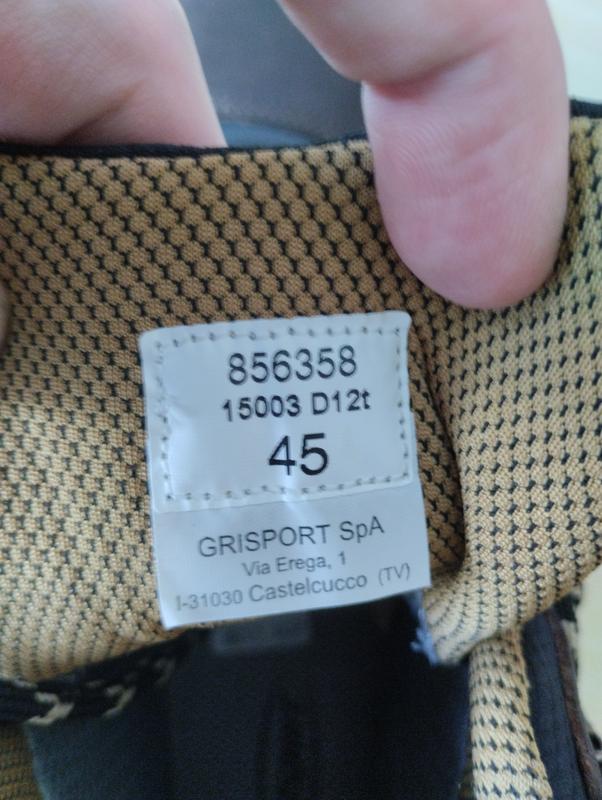 856358
15003 D12t
45
GRISPORT SpA
Via Erega, 1
I-31030 Castelcucco (TV)